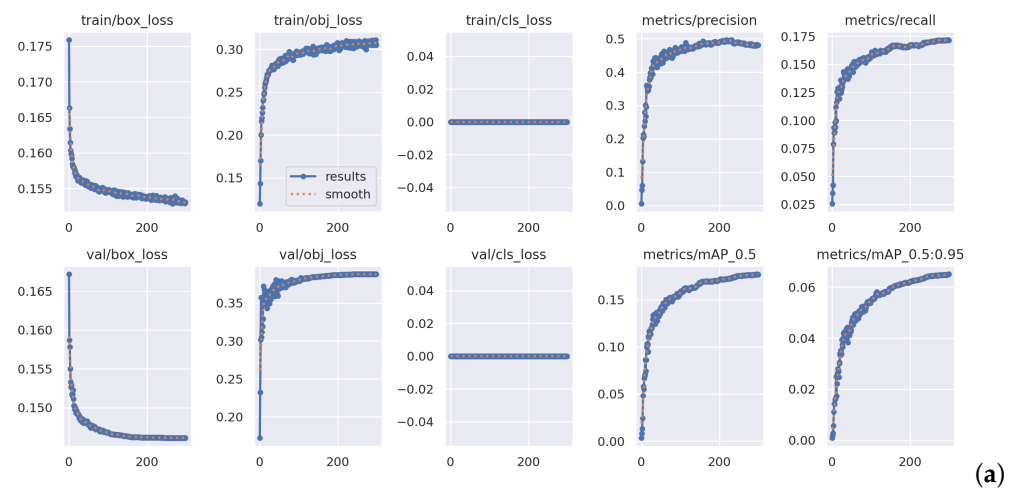 train/box_loss train/obj_loss train/cls_loss metrics/precision metrics/recall
0.175 0.170 0.165 0.160 0.155
0 200
0.30 0.25 0.20 0.15
results
smooth
0 200
0.04 0.02 0.00 −0.02 −0.04
0 200
0.5 0.4 0.3 0.2 0.1 0.0
0 200
0.175 0.150 0.125 0.100 0.075 0.050 0.025
0 200
val/box_loss val/obj_loss val/cls_loss metrics/mAP_0.5 metrics/mAP_0.5:0.95
0.165 0.160 0.155 0.150
0 200
0.35 0.30 0.25 0.20
0 200
0.04 0.02 0.00 −0.02 −0.04
0 200
0.15 0.10 0.05 0.00
0 200
0.06 0.04 0.02 0.00
0 200
(a)